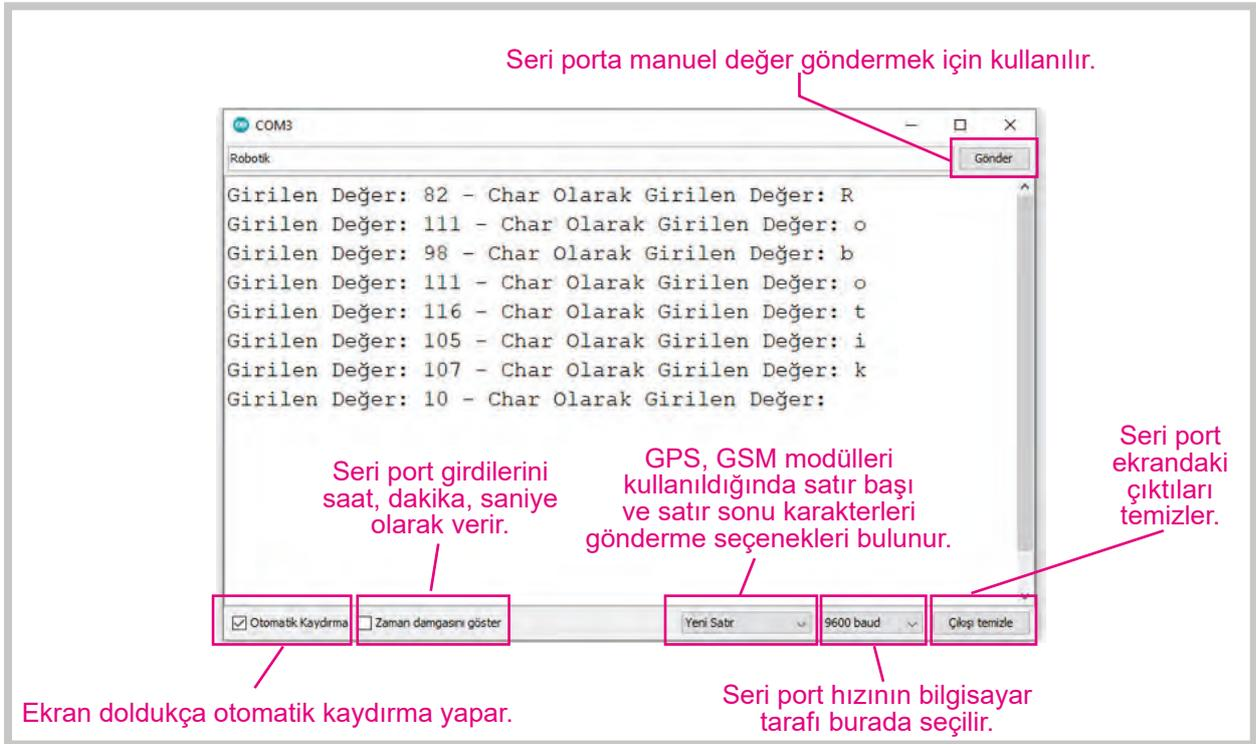 Seri porta manuel değer göndermek için kullanılır.
COM3
Robotik
Gönder
Girilen Değer: 82 - Char Olarak Girilen Değer: R
Girilen Değer: 111 - Char Olarak Girilen Değer: o
Girilen Değer: 98 - Char Olarak Girilen Değer: b
Girilen Değer: 111 - Char Olarak Girilen Değer: o
Girilen Değer: 116 - Char Olarak Girilen Değer: t
Girilen Değer: 105 - Char Olarak Girilen Değer: i
Girilen Değer: 107 - Char Olarak Girilen Değer: k
Girilen Değer: 10 - Char Olarak Girilen Değer:
Seri port girdilerini
saat, dakika, saniye
olarak verir.
GPS, GSM modülleri
kullanıldığında satır başı
ve satır sonu karakterleri
gönderme seçenekleri bulunur.
Seri port
ekrandaki
çıktıları
temizler.
Otomatik Kaydırma
Zaman damgasını göster
Yeni Satır
9600 baud
Çıkışı temizle
Ekran doldukça otomatik kaydırma yapar.
Seri port hızının bilgisayar
tarafı burada seçilir.